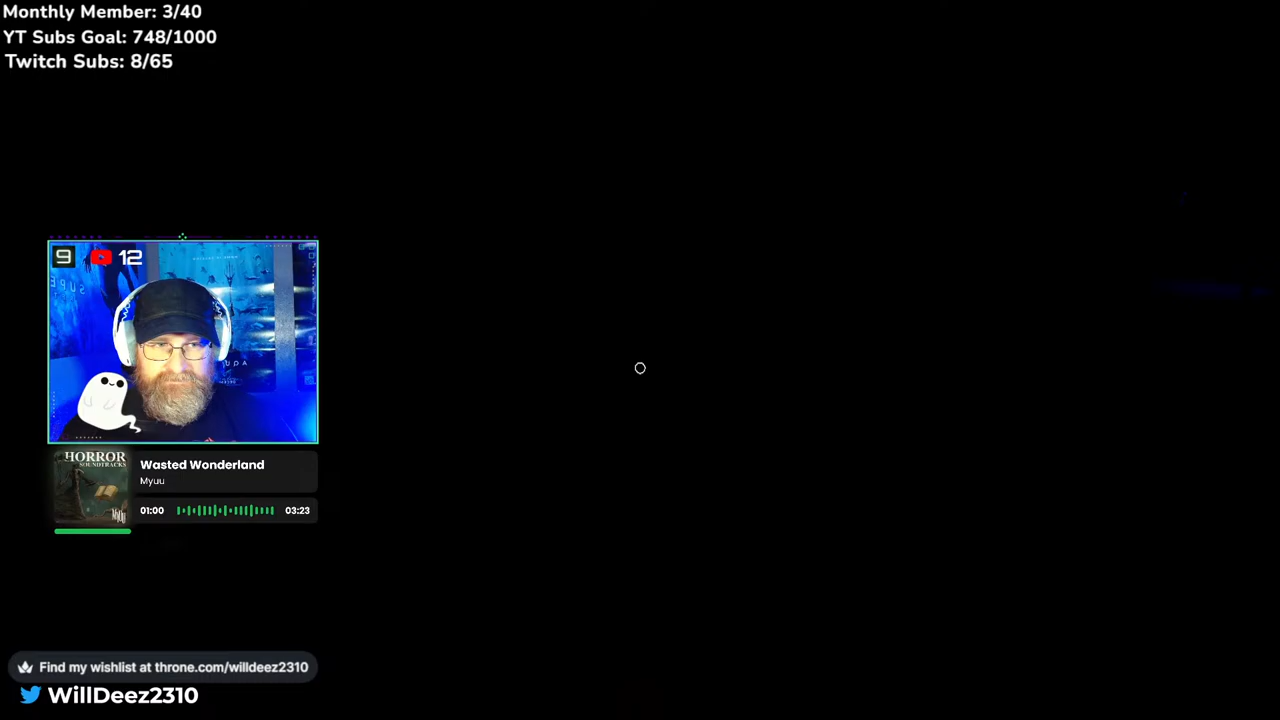 Monthly Member: 3/40
YT Subs Goal: 748/1000
Twitch Subs: 8/65
9 12
HORROR
SOUNDTRACKS
Myuu
Wasted Wonderland
Myuu
01:00 03:23
Find my wishlist at throne.com/willdeez2310
WillDeez2310